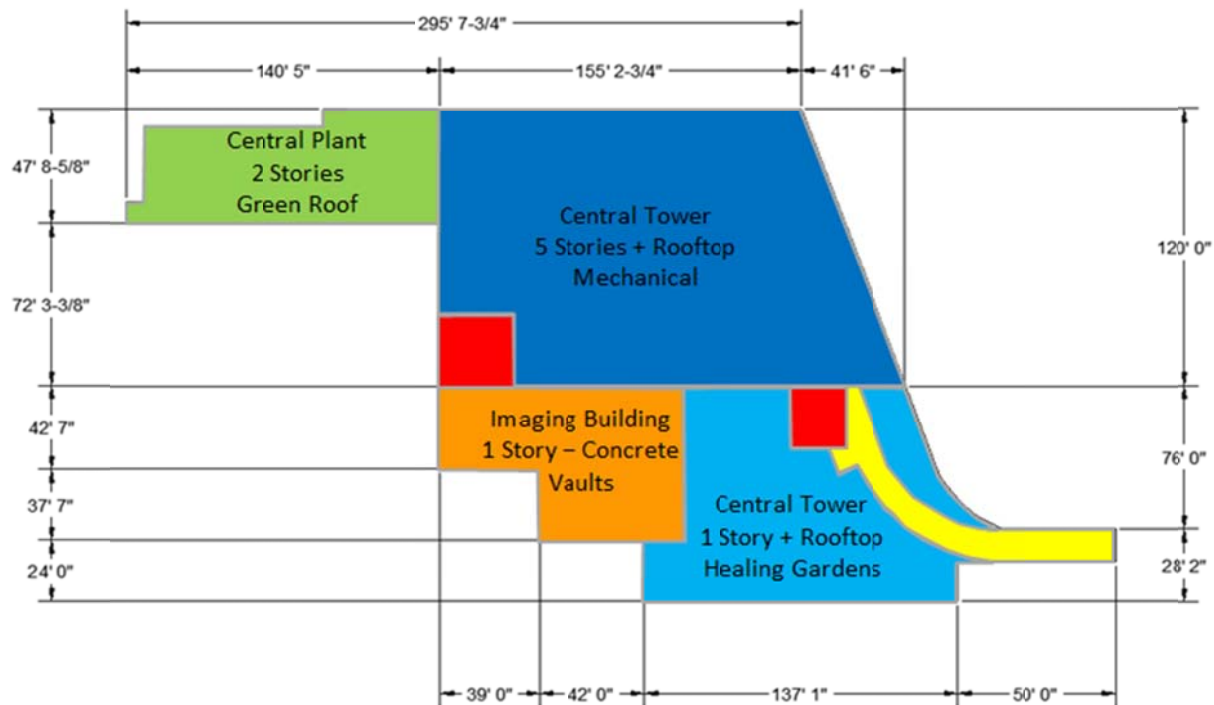 295' 7-3/4"
140' 5"
155' 2-3/4"
41' 6"
47' 8-5/8"
Central Plant
2 Stories
Green Roof
Central Tower
5 Stories + Rooftop
Mechanical
120' 0"
72' 3-3/8"
42' 7"
Imaging Building
1 Story – Concrete
Vaults
76' 0"
37' 7"
Central Tower
1 Story + Rooftop
Healing Gardens
24' 0"
28' 2"
39' 0"
42' 0"
137' 1"
50' 0"